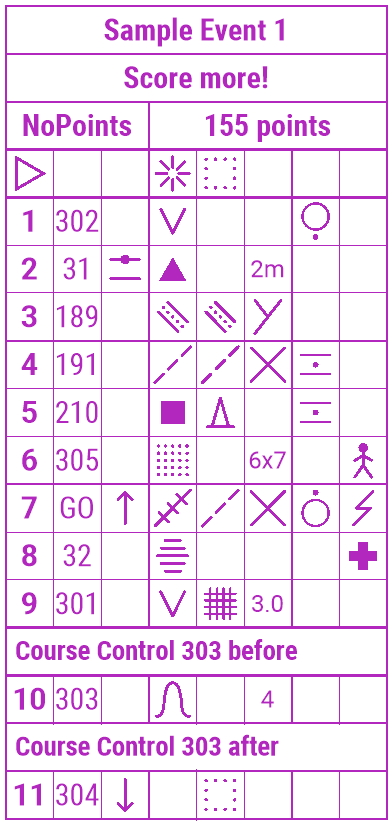 Sample Event 1
Score more!
NoPoints 155 points
1 302
2 31 2m
3 189
4 191
5 210
6 305 6x7
7 GO
8 32
9 301 3.0
Course Control 303 before
10 303 4
Course Control 303 after
11 304